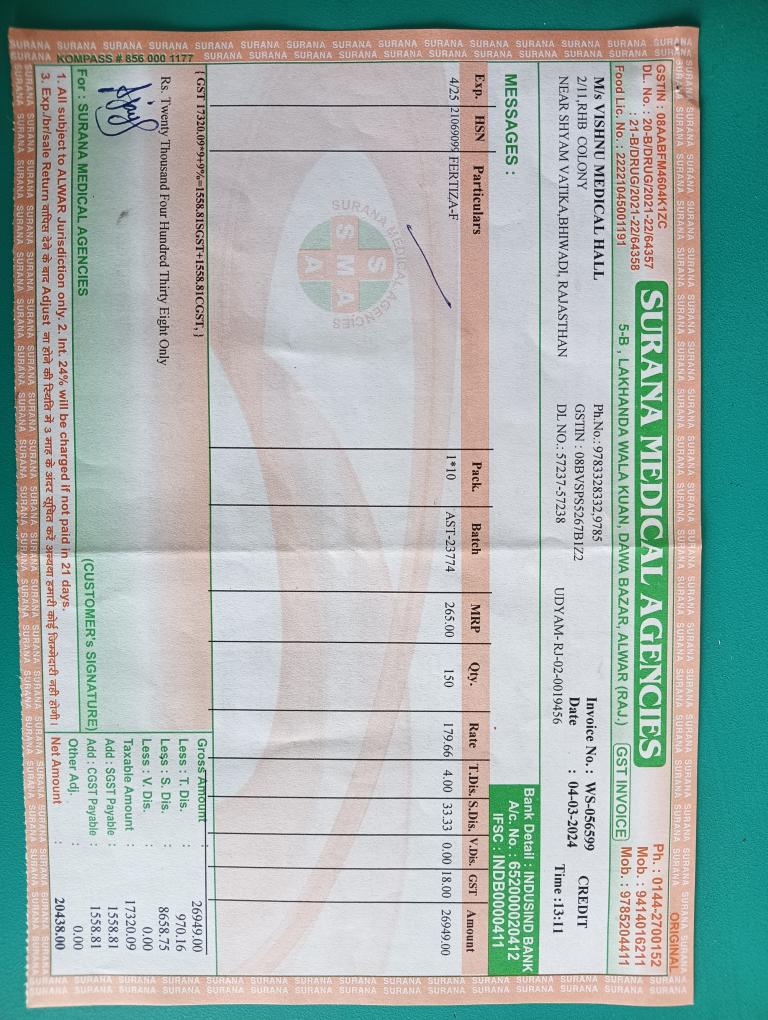 ORIGINAL
GSTIN : 08AABFM4604K1ZC
DL. No. : 20-B/DRUG/2021-22/64357
: 21-B/DRUG/2021-22/64358
Food Lic. No. : 22221045001191
SURANA MEDICAL AGENCIES
5-B , LAKHANDA WALA KUAN, DAWA BAZAR, ALWAR (RAJ.)
GST INVOICE
Ph. : 0144-2700152
Mob. : 9414016211
Mob. : 9785204411
M/s VISHNU MEDICAL HALL
2/11,RHB COLONY
NEAR SHYAM VATIKA,BHIWADI, RAJASTHAN
Ph.No.: 9783328332,9785
GSTIN : 08BVSPS5267B1Z2
DL NO.: 57237-57238
UDYAM- RJ-02-0019456
Invoice No. : WS-056599 CREDIT
Date : 04-03-2024 Time :13:11
MESSAGES :
Bank Detail : INDUSIND BANK
A/c. No. : 652000020412
IFSC : INDB0000411
Exp. HSN Particulars Pack. Batch MRP Qty. Rate T.Dis. S.Dis. V.Dis. GST Amount
4/25 21069099 FERTIZA-F 1*10 AST-23774 265.00 150 179.66 4.00 33.33 0.00 18.00 26949.00
SURANA MEDICAL AGENCIES
S
S M A
A
{ GST 17320.09*9+9%=1558.81SGST+1558.81CGST, }
Rs. Twenty Thousand Four Hundred Thirty Eight Only
Gross Amount : 26949.00
Less : T. Dis. : 970.16
Less : S. Dis. : 8658.75
Less : V. Dis. : 0.00
Taxable Amount : 17320.09
Add : SGST Payable : 1558.81
Add : CGST Payable : 1558.81
Other Adj. : 0.00
Net Amount : 20438.00
For : SURANA MEDICAL AGENCIES
(CUSTOMER's SIGNATURE)
1. All subject to ALWAR Jurisdiction only. 2. Int. 24% will be charged if not paid in 21 days.
3. Exp./br/sale Return वापिस देने के बाद Adjust ना होने की स्थिति में 3 माह के अंदर सूचित करें अन्यथा हमारी कोई जिम्मेदारी नहीं होगी।
KOMPASS # 856 000 1177